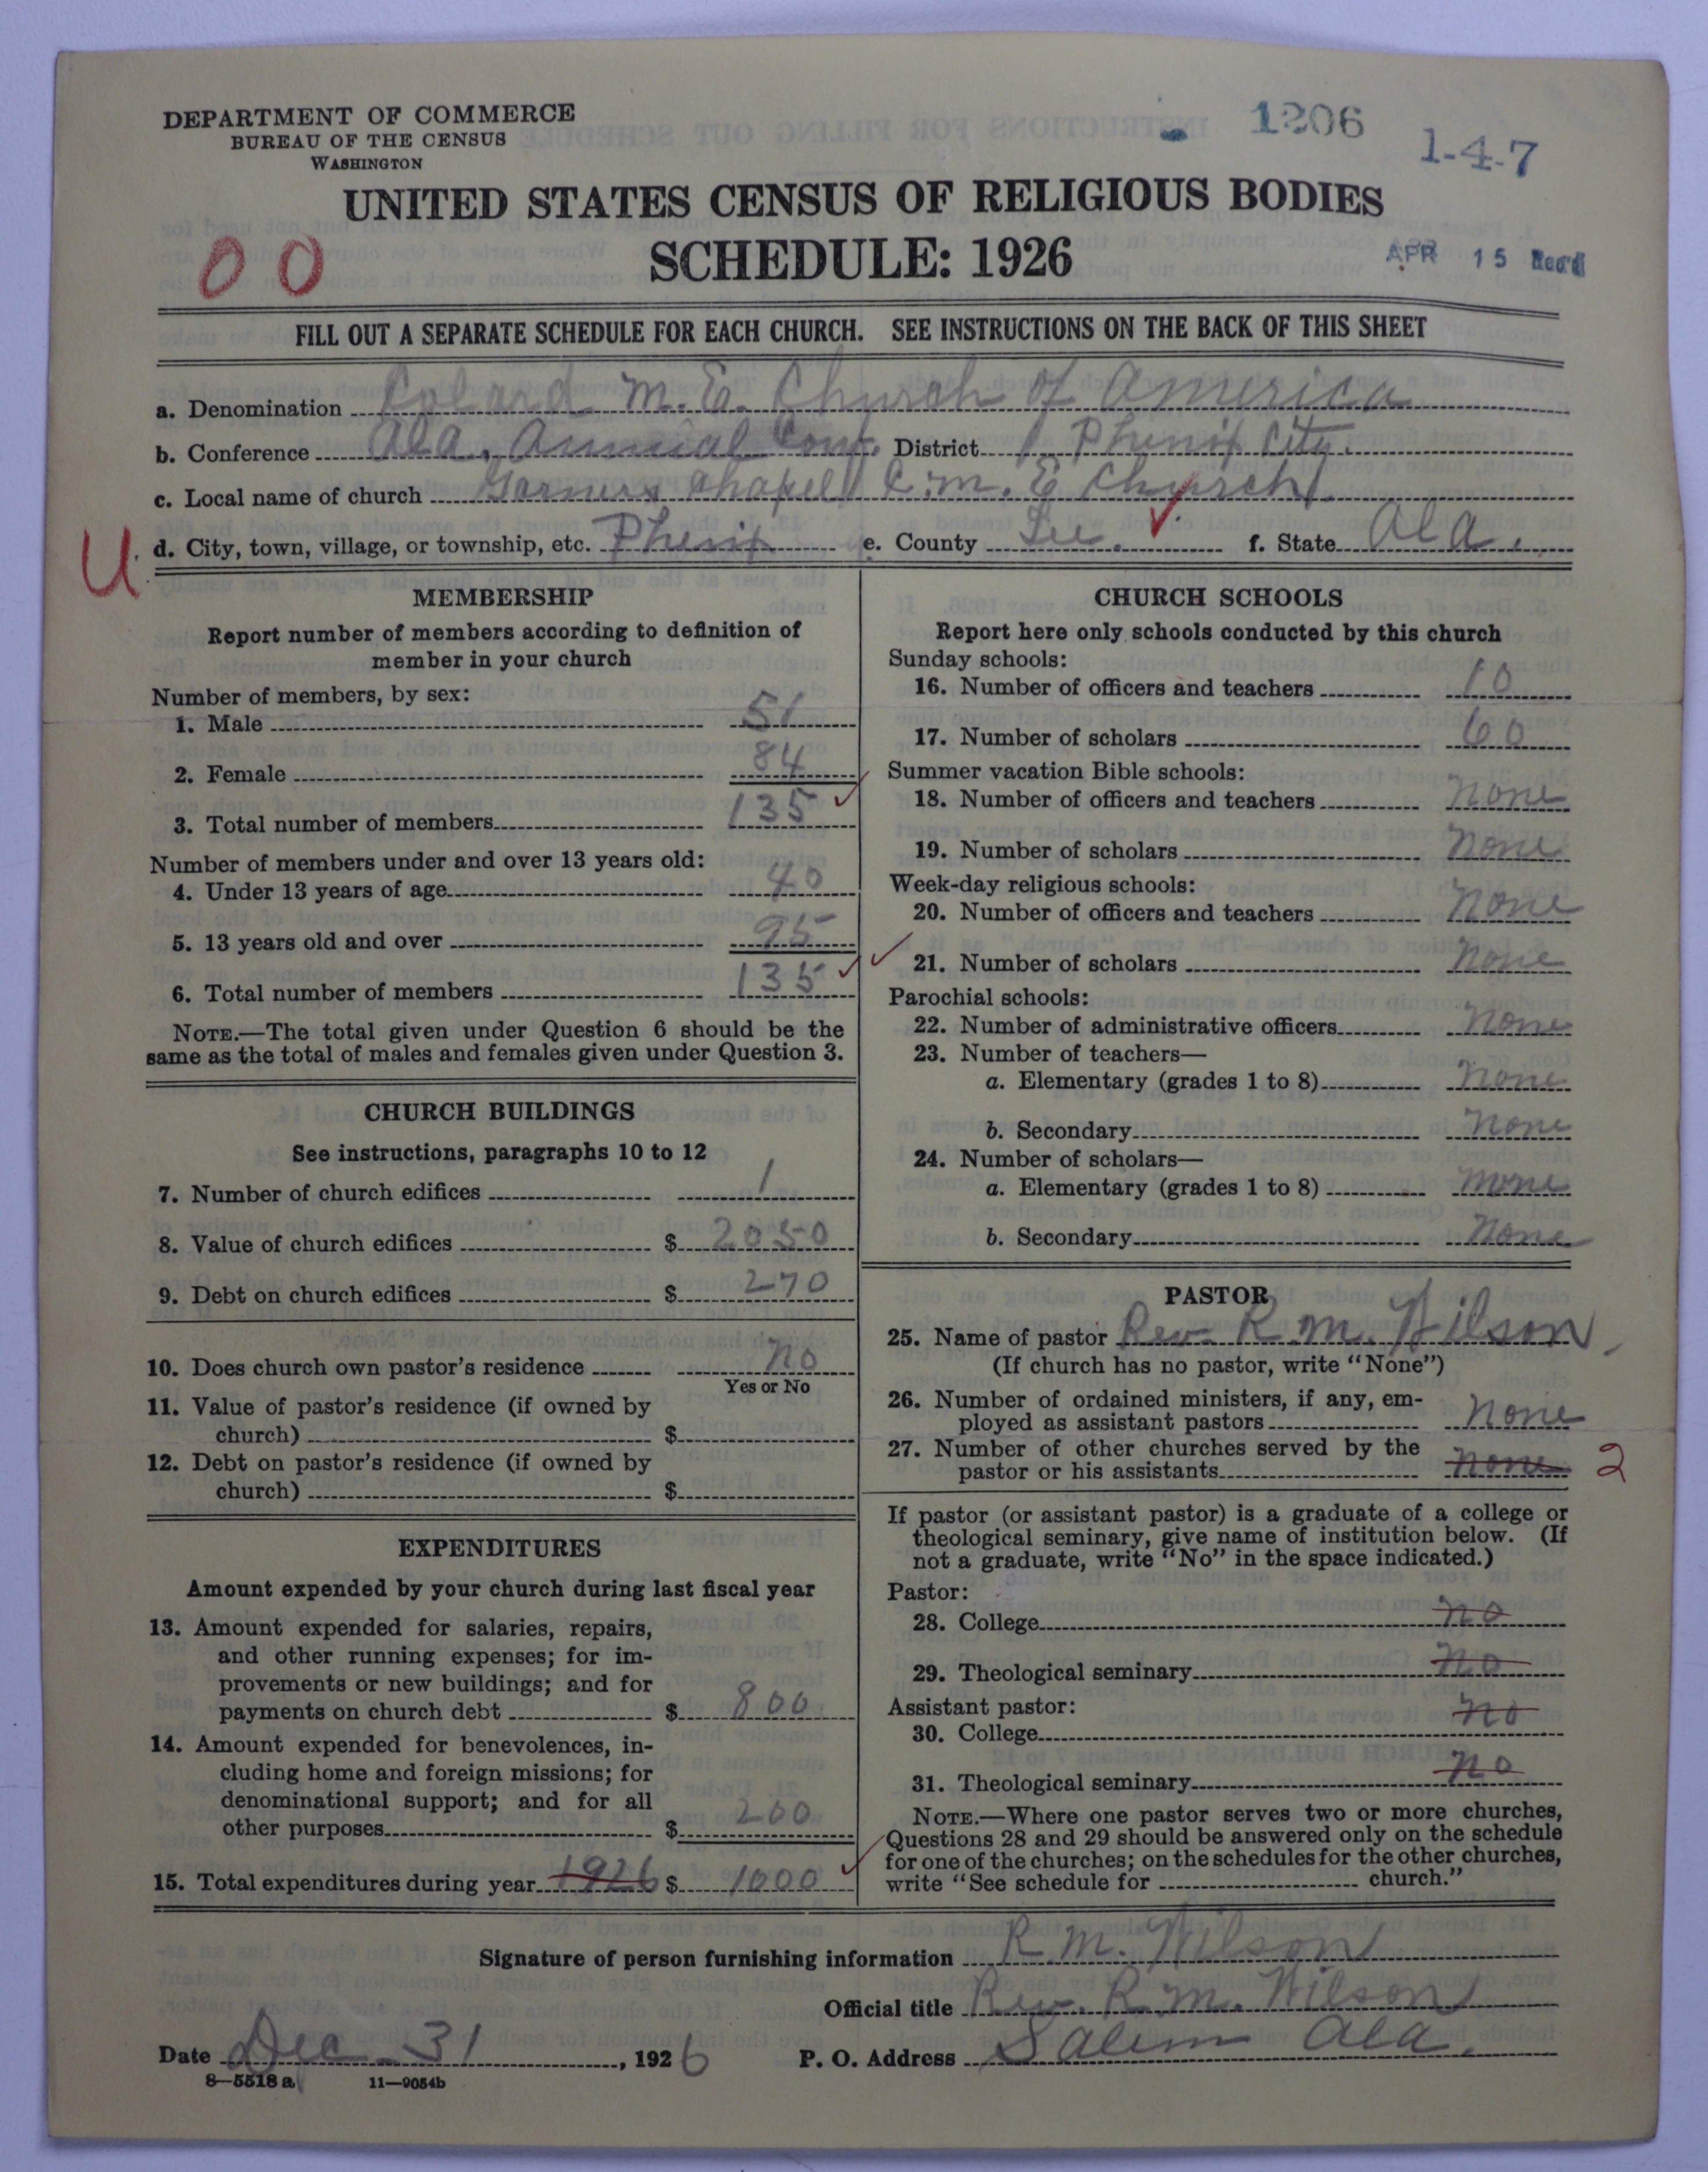 DEPARTMENT OF COMMERCE
BUREAU OF THE CENSUS
WASHINGTON
1206
1-4-7
UNITED STATES CENSUS OF RELIGIOUS BODIES
SCHEDULE: 1926
00
APR 15 Rec'd
FILL OUT A SEPARATE SCHEDULE FOR EACH CHURCH. SEE INSTRUCTIONS ON THE BACK OF THIS SHEET
a. Denomination Colard M.E. Church of America
b. Conference Ala. Annual Conf. District Phenix City.
c. Local name of church Garners Chapel C.M.E Church
U. d. City, town, village, or township, etc. Phenix e. County Lee. f. State Ala.
MEMBERSHIP
Report number of members according to definition of
member in your church
Number of members, by sex:
1. Male 51
2. Female 84
3. Total number of members 135
Number of members under and over 13 years old:
4. Under 13 years of age 40
5. 13 years old and over 95
6. Total number of members 135
NOTE.—The total given under Question 6 should be the
same as the total of males and females given under Question 3.
CHURCH BUILDINGS
See instructions, paragraphs 10 to 12
7. Number of church edifices 1
8. Value of church edifices $ 2050
9. Debt on church edifices $ 270
10. Does church own pastor's residence no
Yes or No
11. Value of pastor's residence (if owned by
church) $
12. Debt on pastor's residence (if owned by
church) $
EXPENDITURES
Amount expended by your church during last fiscal year
13. Amount expended for salaries, repairs,
and other running expenses; for im-
provements or new buildings; and for
payments on church debt $ 800
14. Amount expended for benevolences, in-
cluding home and foreign missions; for
denominational support; and for all
other purposes $ 200
15. Total expenditures during year 1926 $ 1000
CHURCH SCHOOLS
Report here only schools conducted by this church
Sunday schools:
16. Number of officers and teachers 10
17. Number of scholars 60
Summer vacation Bible schools:
18. Number of officers and teachers none
19. Number of scholars none
Week-day religious schools:
20. Number of officers and teachers none
21. Number of scholars none
Parochial schools:
22. Number of administrative officers none
23. Number of teachers—
a. Elementary (grades 1 to 8) none
b. Secondary none
24. Number of scholars—
a. Elementary (grades 1 to 8) none
b. Secondary none
PASTOR
25. Name of pastor Rev. R.M. Wilson.
(If church has no pastor, write "None")
26. Number of ordained ministers, if any, em-
ployed as assistant pastors none
27. Number of other churches served by the
pastor or his assistants none 2
If pastor (or assistant pastor) is a graduate of a college or
theological seminary, give name of institution below. (If
not a graduate, write "No" in the space indicated.)
Pastor:
28. College no
29. Theological seminary no
Assistant pastor:
30. College no
31. Theological seminary no
NOTE.—Where one pastor serves two or more churches,
Questions 28 and 29 should be answered only on the schedule
for one of the churches; on the schedules for the other churches,
write "See schedule for church."
Signature of person furnishing information R.M. Wilson
Official title Rev. R.M. Wilson
Date Dec 31, 1926 P. O. Address Salem Ala.
8—5518 a 11—9054b